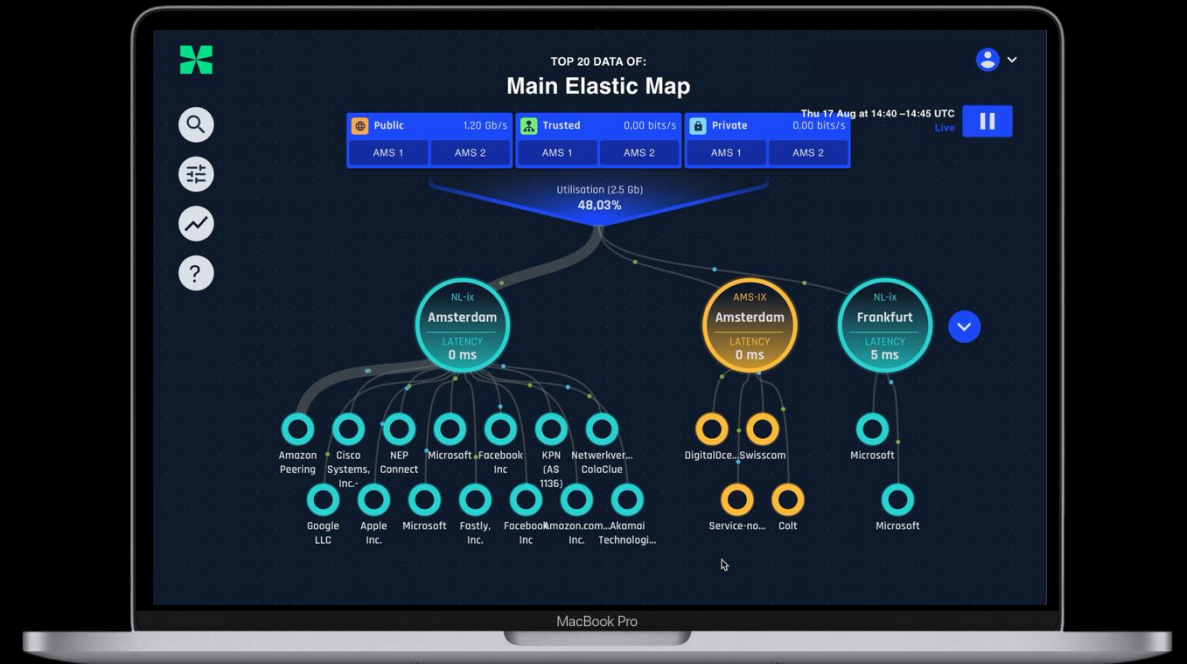 TOP 20 DATA OF:
Main Elastic Map
Thu 17 Aug at 14:40 –14:45 UTC
Live
Public 1,20 Gb/s Trusted 0,00 bits/s Private 0,00 bits/s
AMS 1 AMS 2 AMS 1 AMS 2 AMS 1 AMS 2
Utilisation (2.5 Gb)
48,03%
?
NL-ix
Amsterdam
LATENCY
0 ms
AMS-IX
Amsterdam
LATENCY
0 ms
NL-ix
Frankfurt
LATENCY
5 ms
Amazon
Peering
Cisco
Systems,
Inc.-
NEP
Connect
Microsoft
Facebook
Inc
KPN
(AS
1136)
Netwerkver...
ColoClue
DigitalOce...
Swisscom
Microsoft
Google
LLC
Apple
Inc.
Microsoft
Fastly,
Inc.
Facebook
Inc
Amazon.com...
Inc.
Akamai
Technologi...
Service-no...
Colt
Microsoft
MacBook Pro